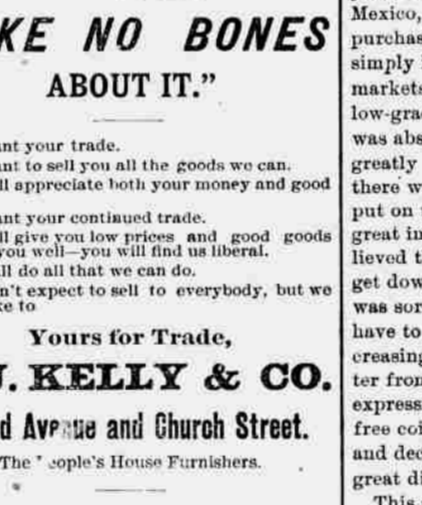 KE NO BONES
ABOUT IT."
nt your trade.
nt to sell you all the goods we can.
ll appreciate both your money and good
nt your continued trade.
ll give you low prices and good goods
you well—you will find us liberal.
ll do all that we can do.
n't expect to sell to everybody, but we
ke to
Yours for Trade,
J. KELLY & CO.
d Avenue and Church Street.
The People's House Furnishers.
Mexico,
purchas
simply
markets
low-gra
was abs
greatly
there w
put on
great in
lieved t
get dow
was sor
have to
creasing
ter from
express
free coi
and dec
great di
This